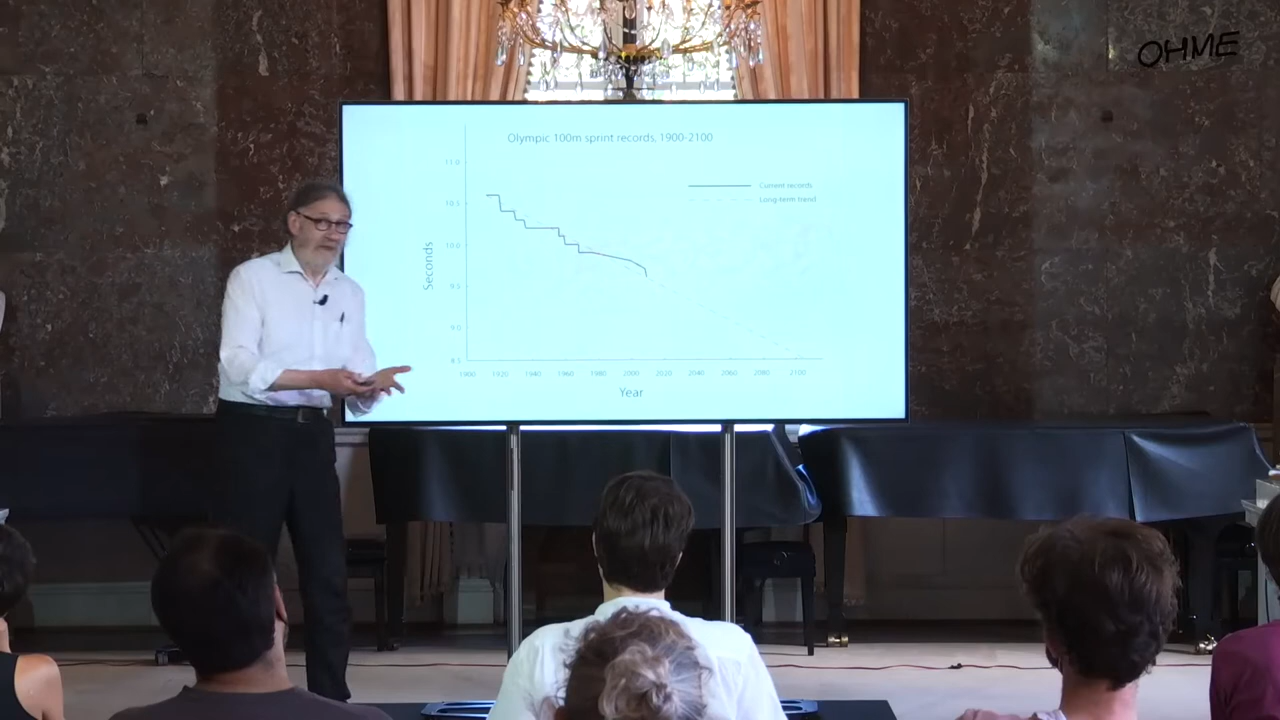 OHME
Olympic 100m sprint records, 1900-2100
11.0
Current records
Long-term trend
10.5
10.0
Seconds
9.5
9.0
8.5
1900 1920 1940 1960 1980 2000 2020 2040 2060 2080 2100
Year